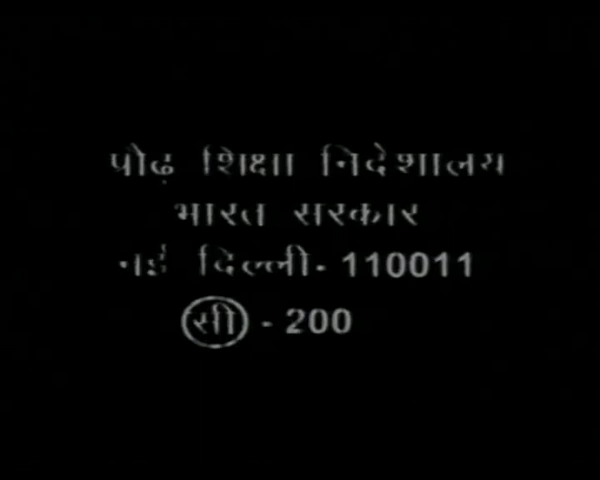 प्रौढ़ शिक्षा निदेशालय
भारत सरकार
नई दिल्ली- 110011
सी - 200